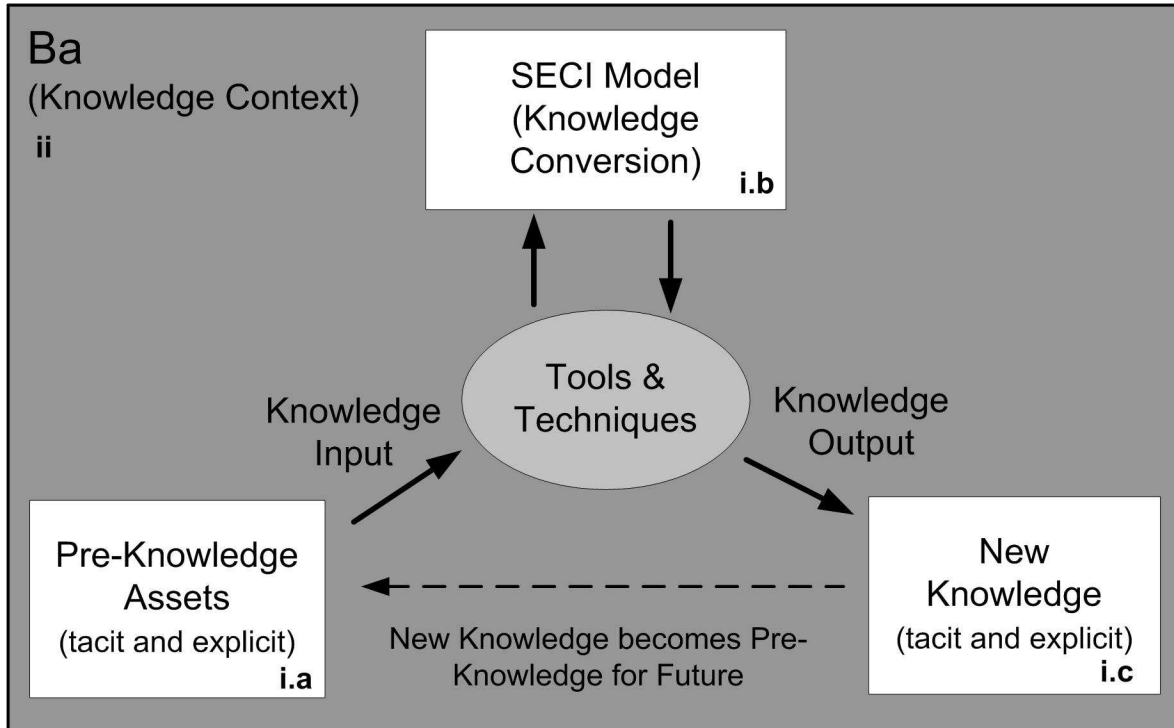 Ba
(Knowledge Context)
ii
SECI Model
(Knowledge
Conversion)
i.b
Tools &
Techniques
Knowledge
Input
Knowledge
Output
Pre-Knowledge
Assets
(tacit and explicit)
i.a
New Knowledge becomes Pre-
Knowledge for Future
New
Knowledge
(tacit and explicit)
i.c